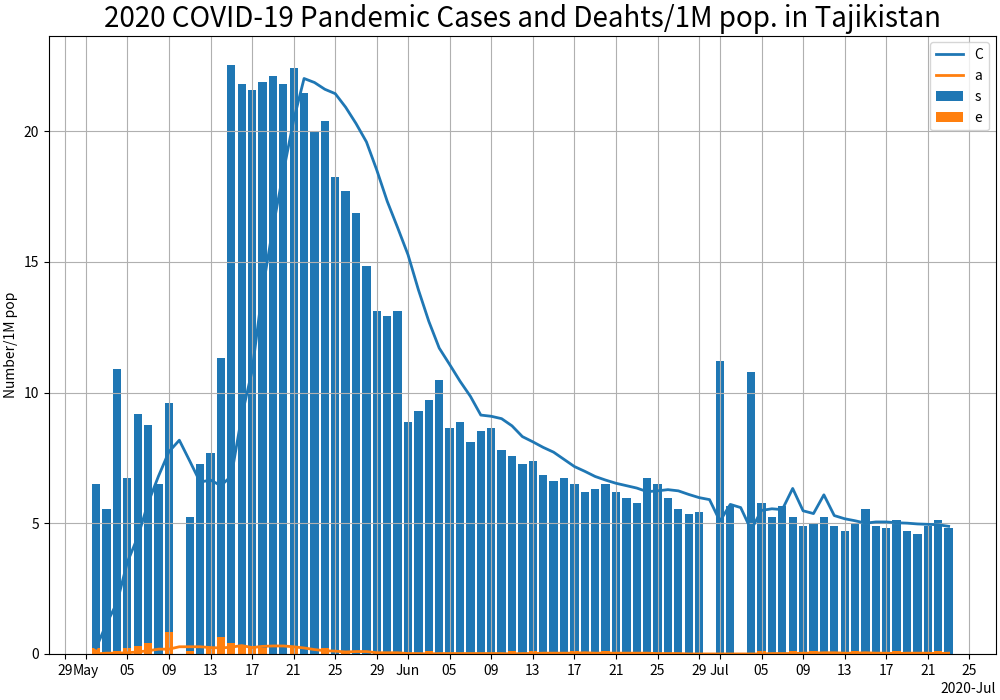 2020 COVID-19 Pandemic Cases and Deahts/1M pop. in Tajikistan
C
a
s
e
Number/1M pop
20
15
10
5
0
29 May 05 09 13 17 21 25 29 Jun 05 09 13 17 21 25 29 Jul 05 09 13 17 21 25
2020-Jul